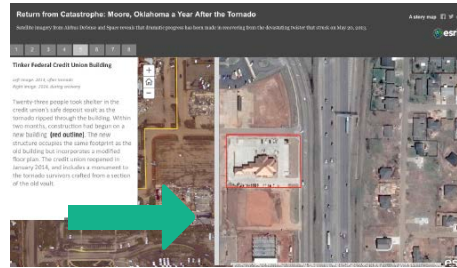 Return from Catastrophe: Moore, Oklahoma a Year After the Tornado
A story map
Satellite imagery from Airbus Defense and Space reveals that dramatic progress has been made in recovering from the devastating twister that struck on May 20, 2013.
esri
1 2 3 4 5 6 7 8
Tinker Federal Credit Union Building
Left image: 2013, after tornado
Right image: 2014, during recovery
Twenty-three people took shelter in the
credit union's safe deposit vault as the
tornado ripped through the building. Within
two months, construction had begun on a
new building (red outline). The new
structure occupies the same footprint as the
old building but incorporates a modified
floor plan. The credit union reopened in
January 2014, and includes a monument to
the tornado survivors crafted from a section
of the old vault.